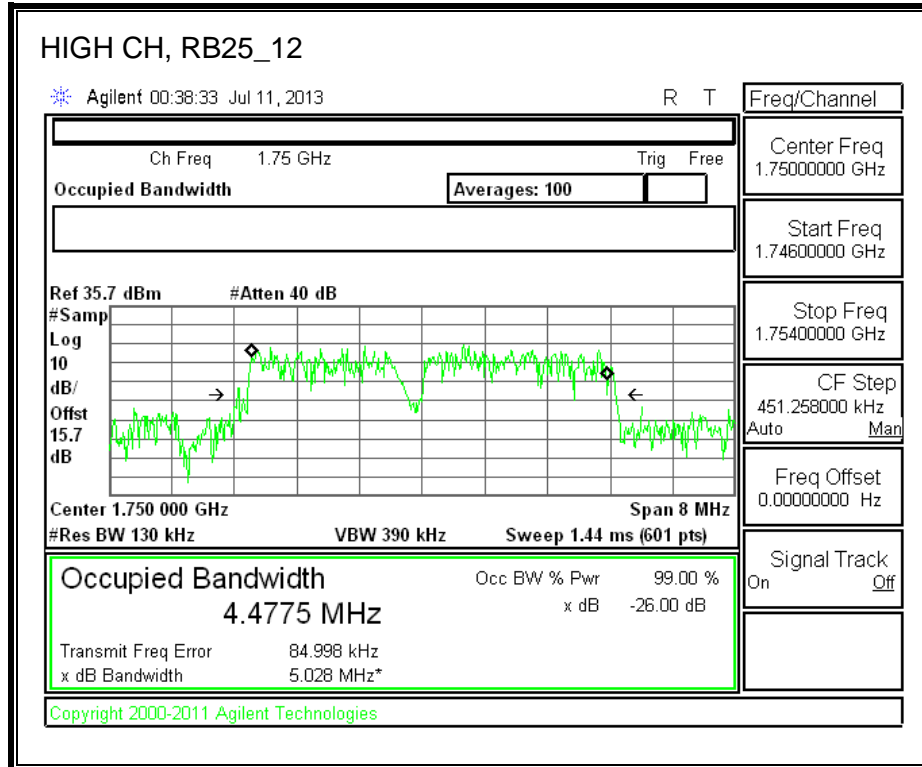 HIGH CH, RB25_12
Agilent 00:38:33 Jul 11, 2013 R T
Freq/Channel
Ch Freq 1.75 GHz Trig Free
Occupied Bandwidth Averages: 100
Center Freq
1.75000000 GHz
Start Freq
1.74600000 GHz
Stop Freq
1.75400000 GHz
CF Step
451.258000 kHz
Auto Man
Freq Offset
0.00000000 Hz
Signal Track
On Off
Ref 35.7 dBm #Atten 40 dB
#Samp
Log
10
dB/
Offst
15.7
dB
Center 1.750 000 GHz Span 8 MHz
#Res BW 130 kHz VBW 390 kHz Sweep 1.44 ms (601 pts)
Occupied Bandwidth Occ BW % Pwr 99.00 %
4.4775 MHz x dB -26.00 dB
Transmit Freq Error 84.998 kHz
x dB Bandwidth 5.028 MHz*
Copyright 2000-2011 Agilent Technologies